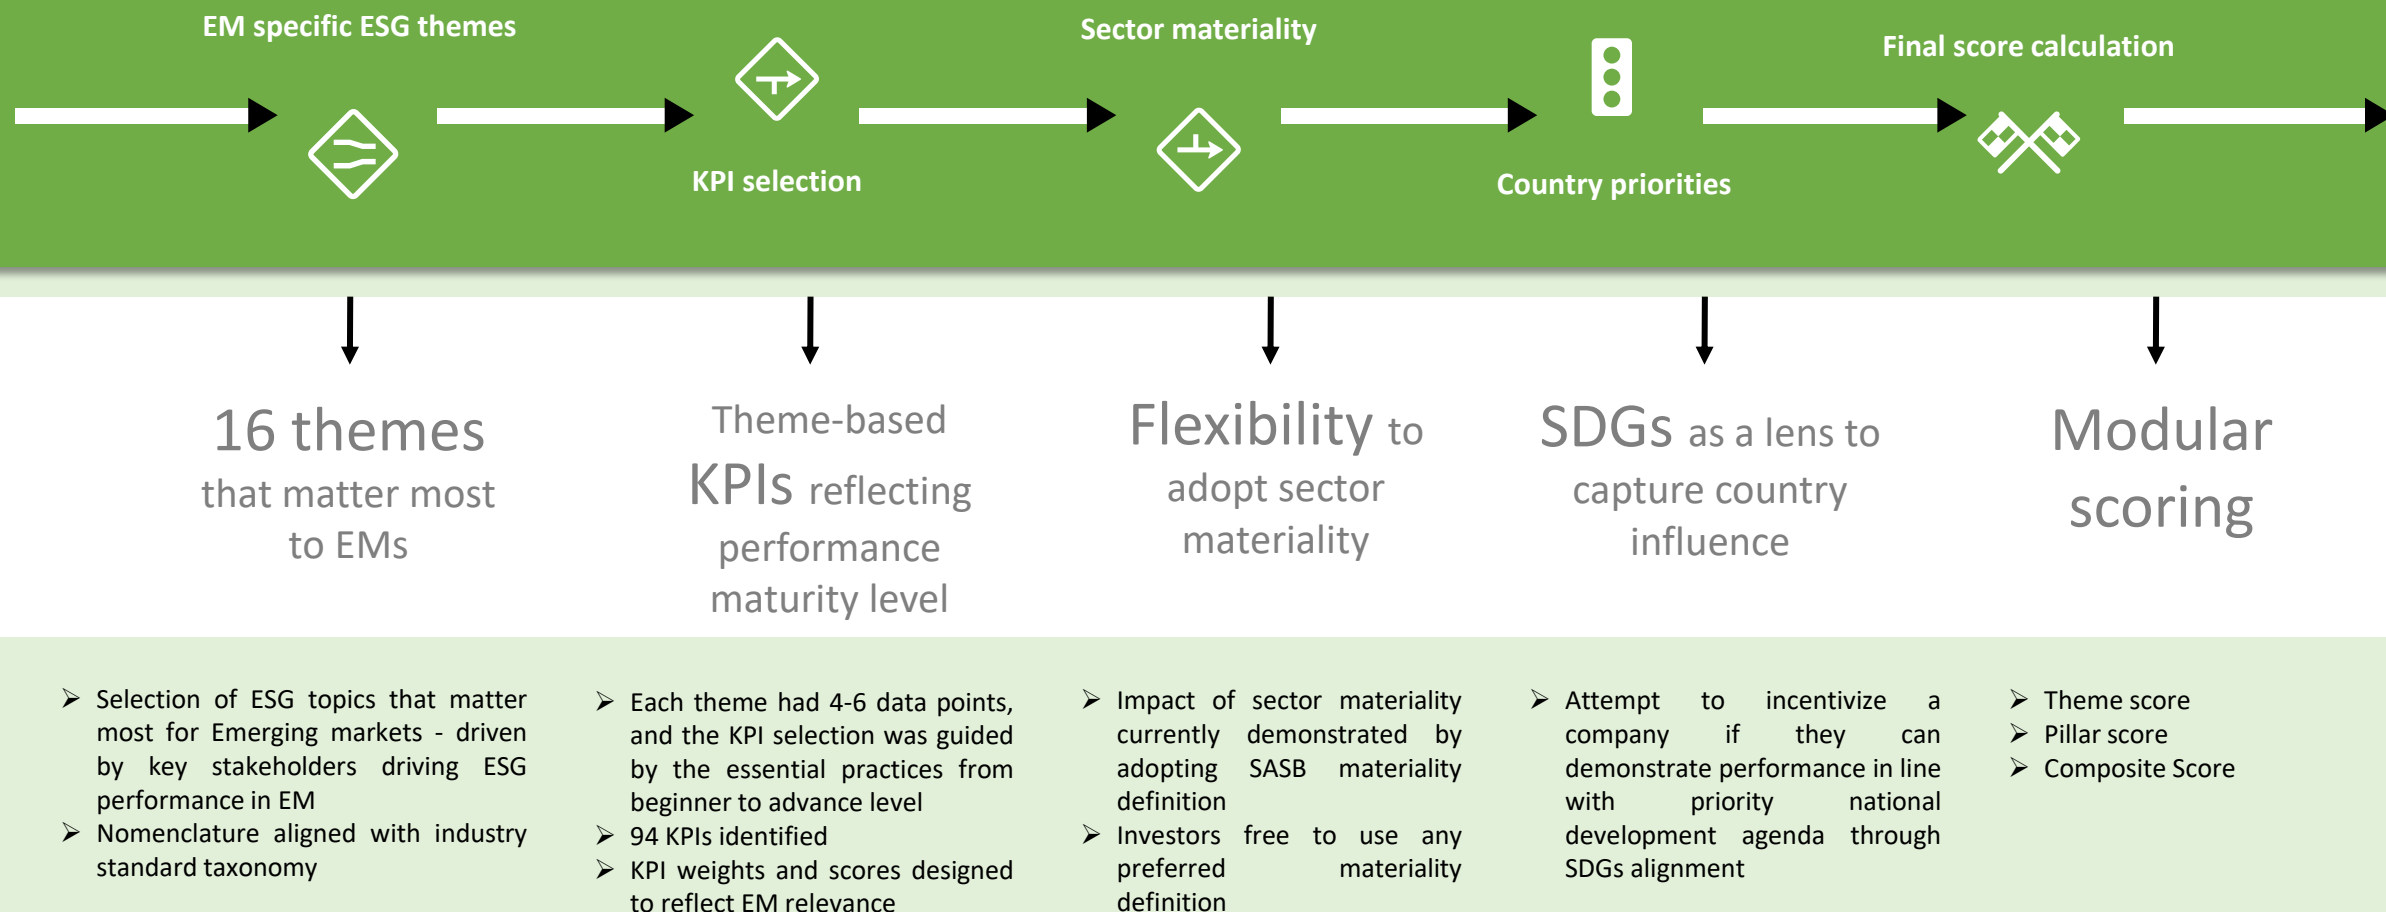 EM specific ESG themes
KPI selection
Sector materiality
Country priorities
Final score calculation
16 themes
that matter most
to EMs
Theme-based
KPIs reflecting
performance
maturity level
Flexibility to
adopt sector
materiality
SDGs as a lens to
capture country
influence
Modular
scoring
➢ Selection of ESG topics that matter
most for Emerging markets - driven
by key stakeholders driving ESG
performance in EM
➢ Nomenclature aligned with industry
standard taxonomy
➢ Each theme had 4-6 data points,
and the KPI selection was guided
by the essential practices from
beginner to advance level
➢ 94 KPIs identified
➢ KPI weights and scores designed
to reflect EM relevance
➢ Impact of sector materiality
currently demonstrated by
adopting SASB materiality
definition
➢ Investors free to use any
preferred materiality
definition
➢ Attempt to incentivize a
company if they can
demonstrate performance in line
with priority national
development agenda through
SDGs alignment
➢ Theme score
➢ Pillar score
➢ Composite Score